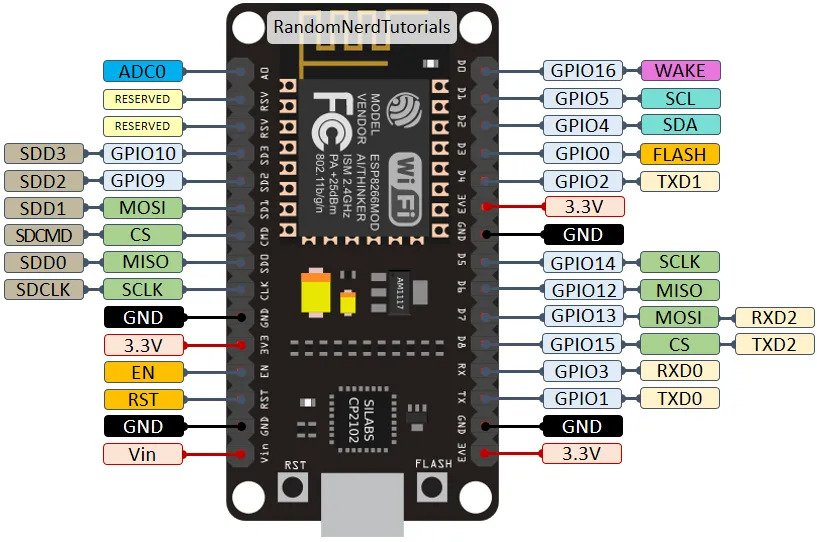 RandomNerdTutorials
ADC0 A0 D0 GPIO16 WAKE
RESERVED RSV D1 GPIO5 SCL
RESERVED RSV D2 GPIO4 SDA
SDD3 GPIO10 SD3 D3 GPIO0 FLASH
SDD2 GPIO9 SD2 D4 GPIO2 TXD1
SDD1 MOSI SD1 3V3 3.3V
SDCMD CS CMD GND GND
SDD0 MISO SDO D5 GPIO14 SCLK
SDCLK SCLK CLK D6 GPIO12 MISO
GND GND D7 GPIO13 MOSI RXD2
3.3V 3V3 D8 GPIO15 CS TXD2
EN EN RX GPIO3 RXD0
RST RST TX GPIO1 TXD0
GND GND GND GND
Vin Vin 3V3 3.3V
MODEL ESP8266MOD
VENDOR AI/THINKER
ISM 2.4GHz
PA +25dBm
802.11b/g/n
FC
Wi Fi
AM1117
SILABS
CP2102
RST FLASH